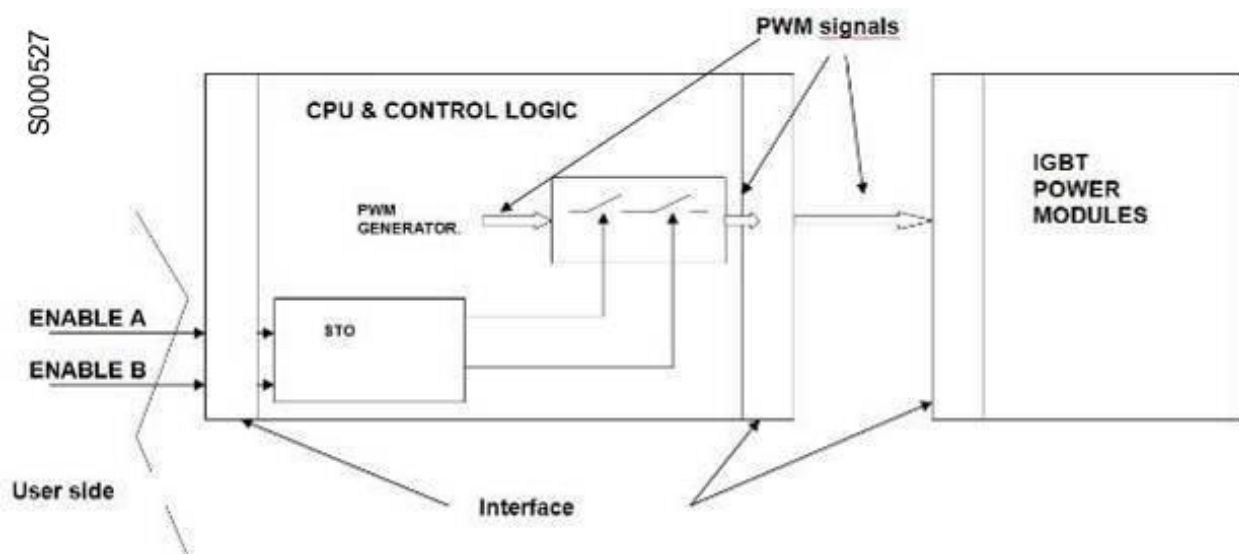 S000527
PWM signals
CPU & CONTROL LOGIC
IGBT
POWER
MODULES
PWM
GENERATOR.
ENABLE A
STO
ENABLE B
User side
Interface